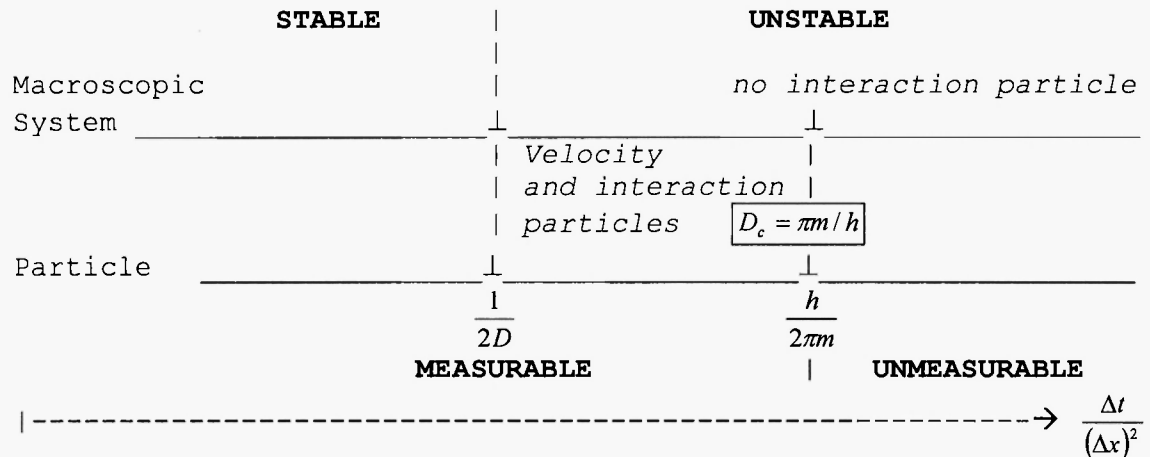 STABLE UNSTABLE
Macroscopic no interaction particle
System
Velocity
and interaction
particles D_c = πm / h
Particle
1/2D h/2πm
MEASURABLE UNMEASURABLE
Δt/(Δx)²